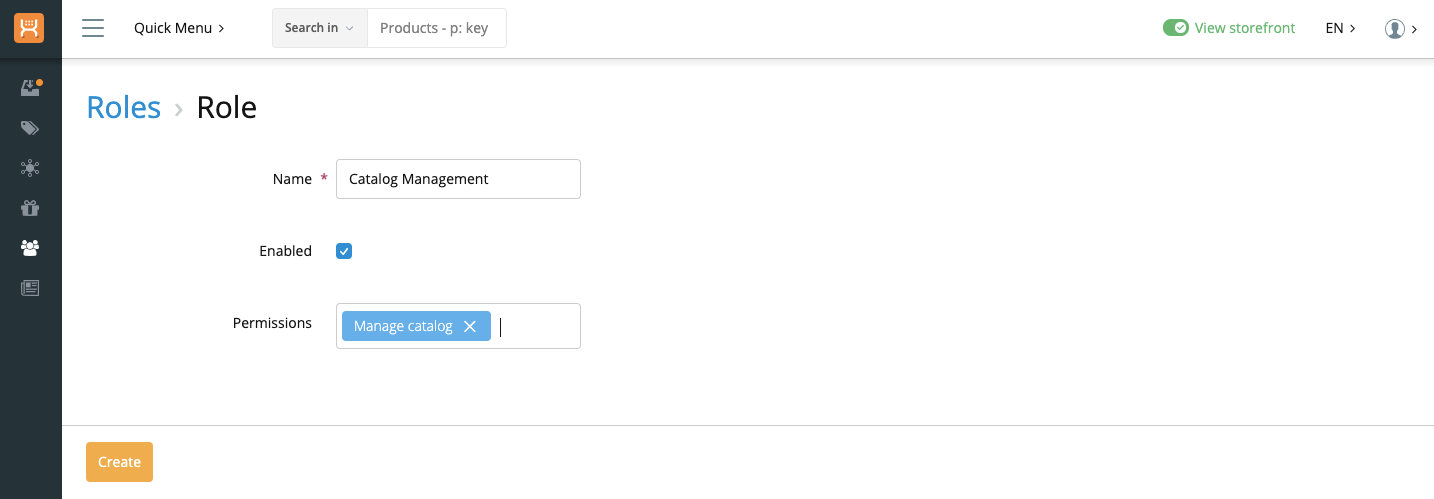 Quick Menu
Search in
Products - p: key
View storefront
EN
Roles › Role
Name *
Catalog Management
Enabled
Permissions
Manage catalog
Create